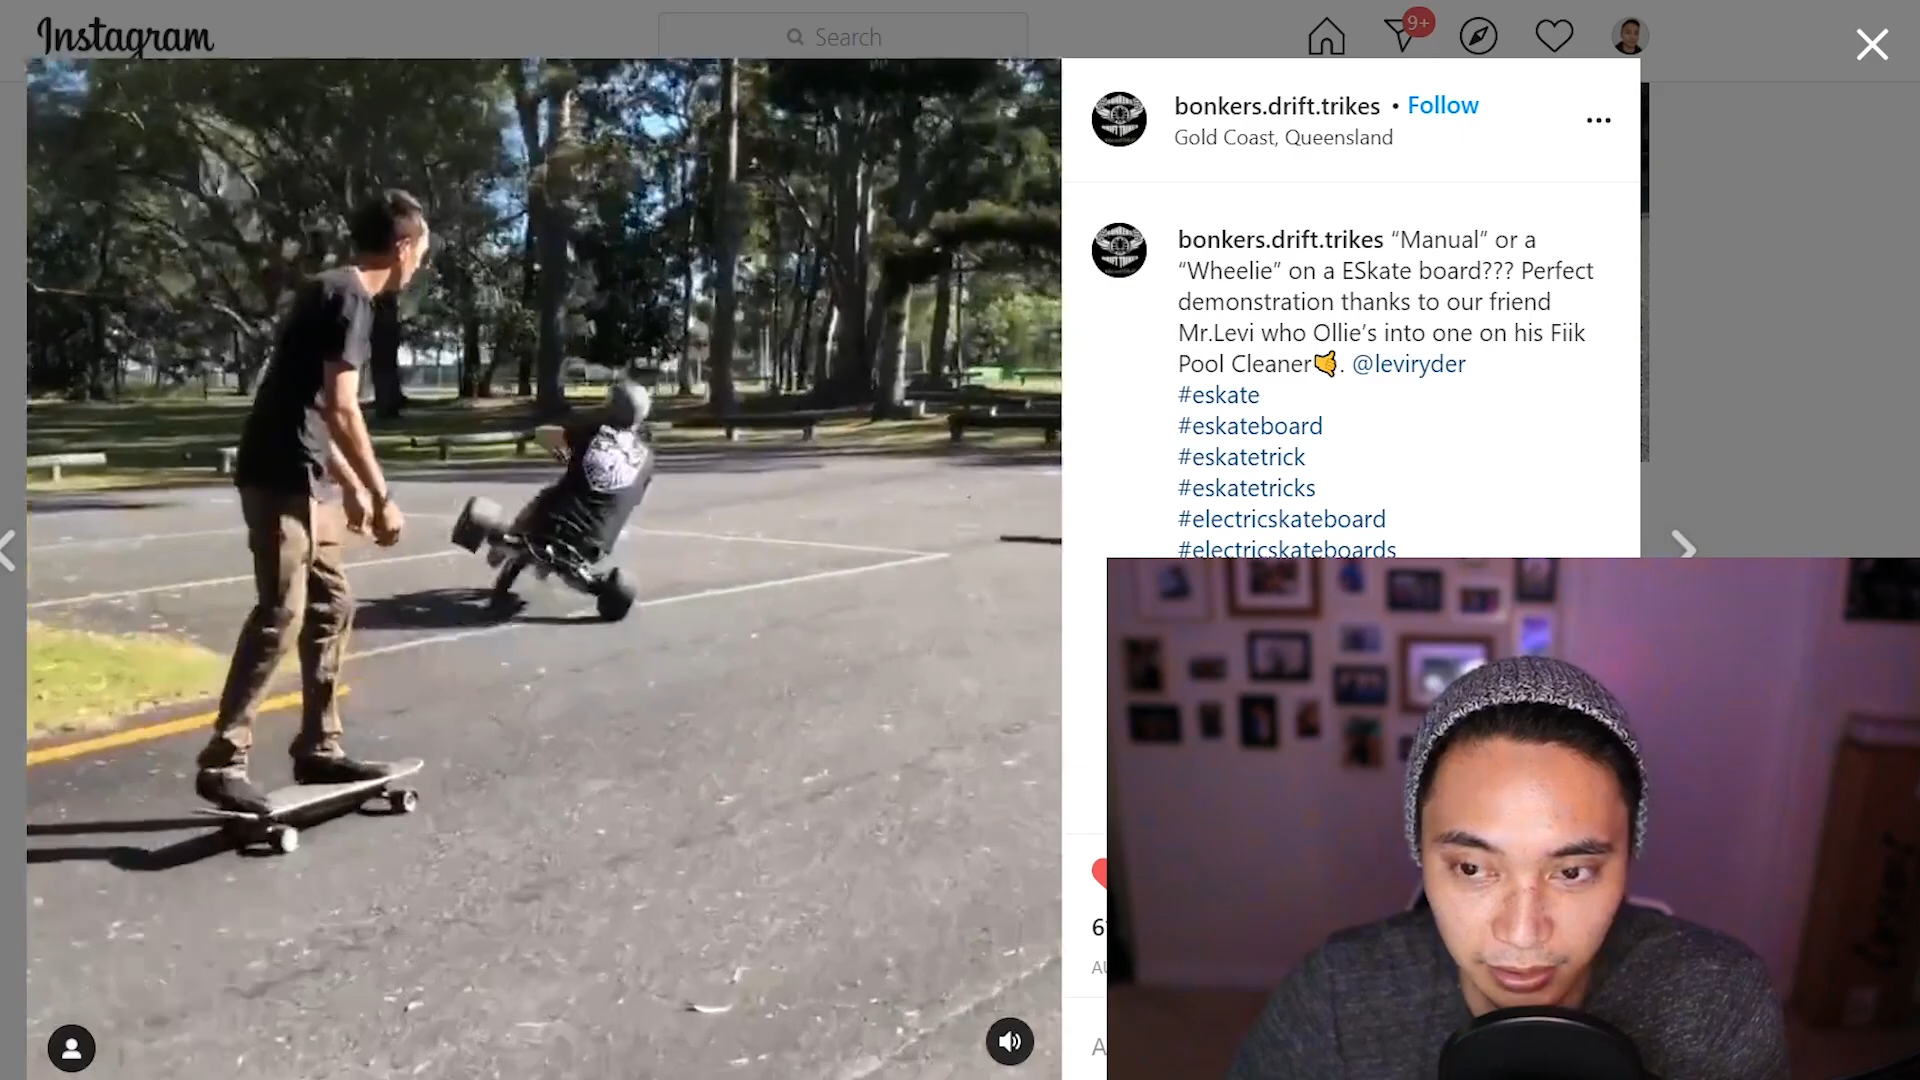 Instagram
Search
9+
bonkers.drift.trikes • Follow
Gold Coast, Queensland
bonkers.drift.trikes “Manual” or a
“Wheelie” on a ESkate board??? Perfect
demonstration thanks to our friend
Mr.Levi who Ollie’s into one on his Fiik
Pool Cleaner🤙. @leviryder
#eskate
#eskateboard
#eskatetrick
#eskatetricks
#electricskateboard
#electricskateboards